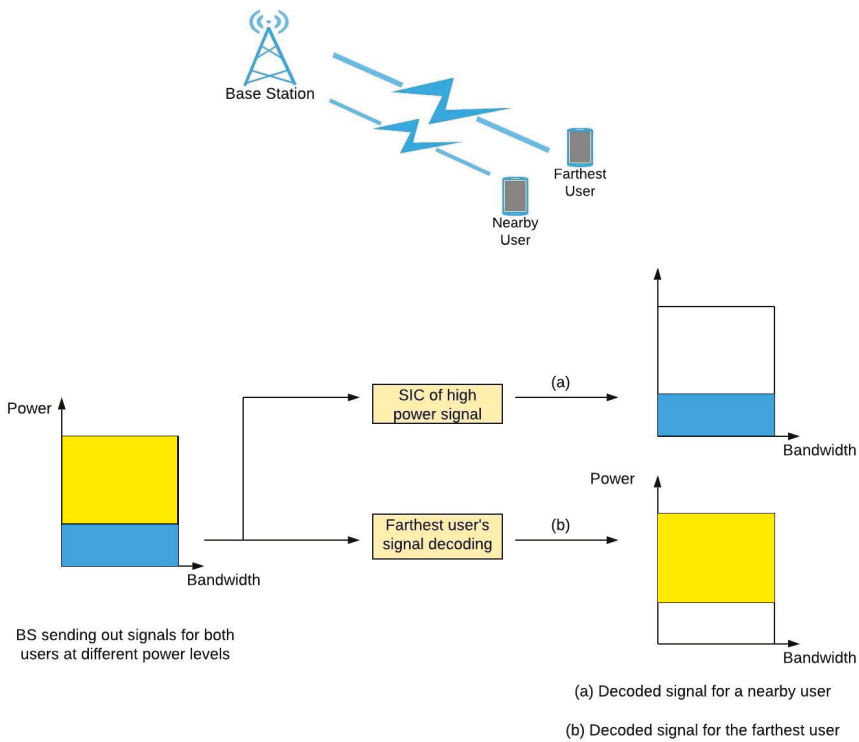 Base Station
Farthest
User
Nearby
User
Power
Bandwidth
BS sending out signals for both
users at different power levels
SIC of high
power signal
(a)
Bandwidth
Farthest user's
signal decoding
(b)
Power
Bandwidth
(a) Decoded signal for a nearby user
(b) Decoded signal for the farthest user